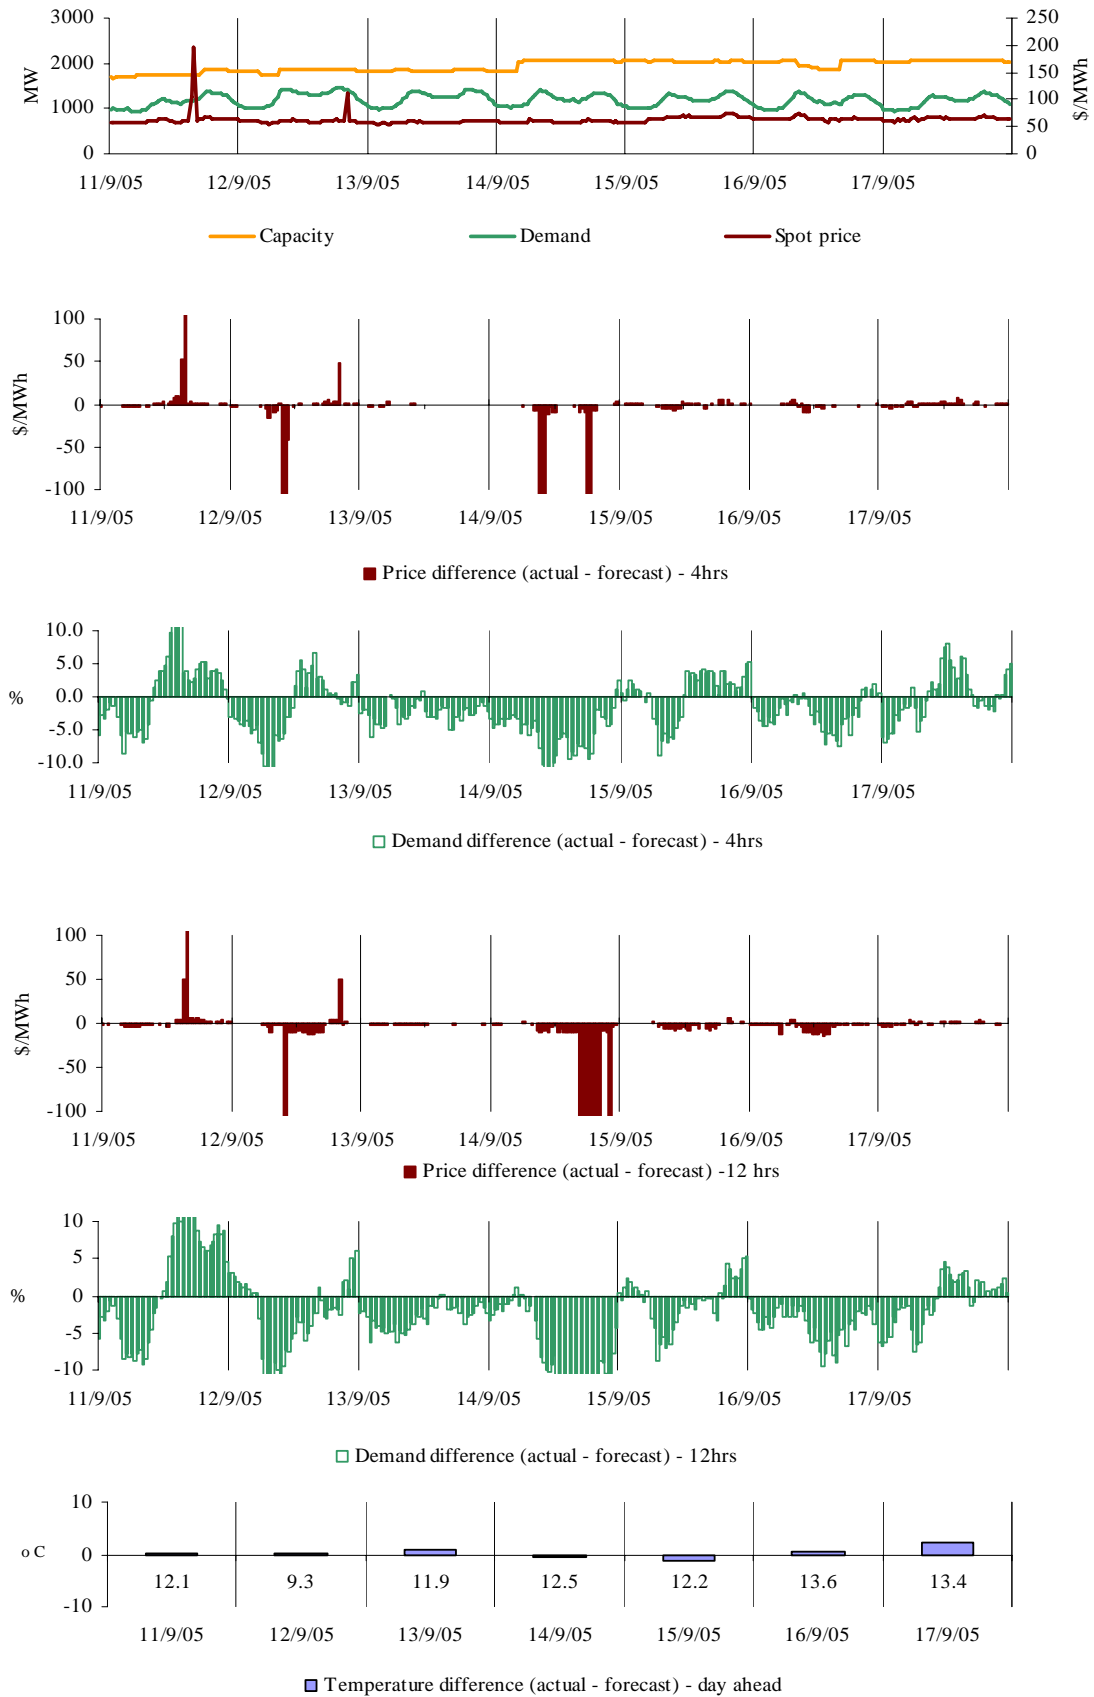 3000 250
2000 200
150
1000 100
50
0 0
MW
$/MWh
11/9/05 12/9/05 13/9/05 14/9/05 15/9/05 16/9/05 17/9/05
Capacity Demand Spot price
100
50
0
-50
-100
$/MWh
11/9/05 12/9/05 13/9/05 14/9/05 15/9/05 16/9/05 17/9/05
Price difference (actual - forecast) - 4hrs
10.0
5.0
0.0
-5.0
-10.0
%
11/9/05 12/9/05 13/9/05 14/9/05 15/9/05 16/9/05 17/9/05
Demand difference (actual - forecast) - 4hrs
100
50
0
-50
-100
$/MWh
11/9/05 12/9/05 13/9/05 14/9/05 15/9/05 16/9/05 17/9/05
Price difference (actual - forecast) -12 hrs
10
5
0
-5
-10
%
11/9/05 12/9/05 13/9/05 14/9/05 15/9/05 16/9/05 17/9/05
Demand difference (actual - forecast) - 12hrs
10
0
-10
o C
12.1 9.3 11.9 12.5 12.2 13.6 13.4
11/9/05 12/9/05 13/9/05 14/9/05 15/9/05 16/9/05 17/9/05
Temperature difference (actual - forecast) - day ahead